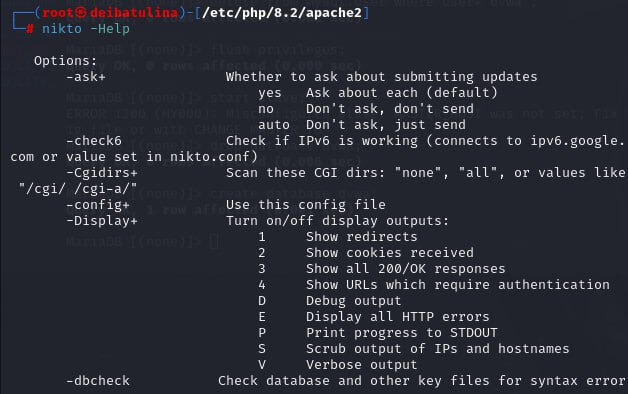 (root@deibatulina)-[/etc/php/8.2/apache2]
# nikto -Help
Options:
-ask+ Whether to ask about submitting updates
yes Ask about each (default)
no Don't ask, don't send
auto Don't ask, just send
-check6 Check if IPv6 is working (connects to ipv6.google.
com or value set in nikto.conf)
-Cgidirs+ Scan these CGI dirs: "none", "all", or values like
"/cgi/ /cgi-a/"
-config+ Use this config file
-Display+ Turn on/off display outputs:
1 Show redirects
2 Show cookies received
3 Show all 200/OK responses
4 Show URLs which require authentication
D Debug output
E Display all HTTP errors
P Print progress to STDOUT
S Scrub output of IPs and hostnames
V Verbose output
-dbcheck Check database and other key files for syntax error